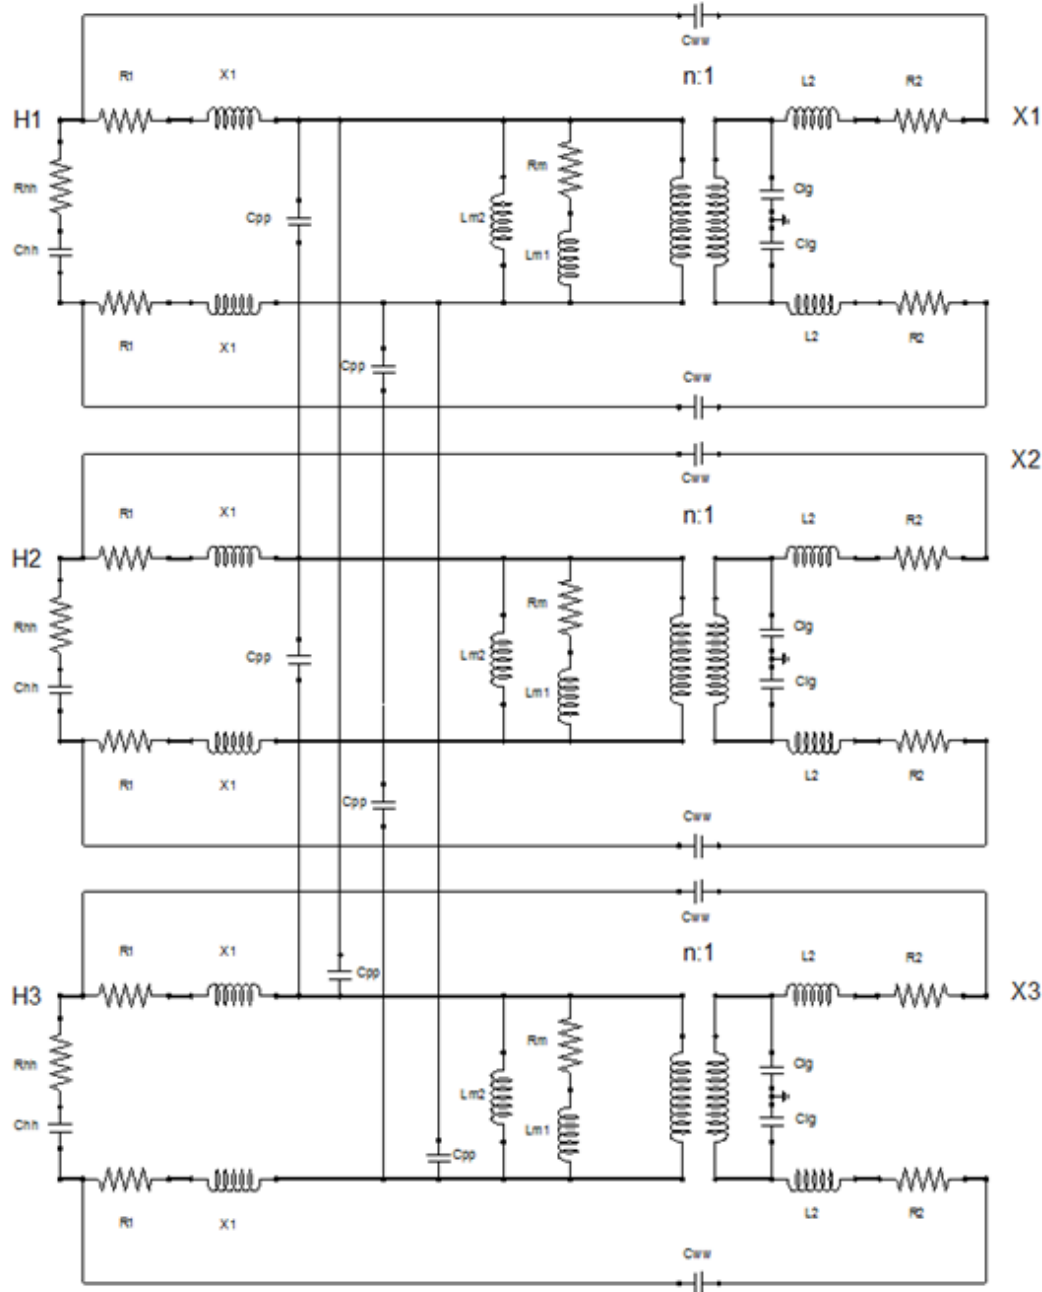 Cww
R1 X1 n:1 L2 R2
H1 X1
Rhh Cpp Lm2 Rm Clg
Chh Lm1 Clg
R1 X1 L2 R2
Cpp
Cww
Cww X2
R1 X1 n:1 L2 R2
H2
Rhh Rm Clg
Cpp Lm2
Chh Lm1 Clg
R1 X1 L2 R2
Cpp
Cww
Cww
R1 X1 n:1 L2 R2
Cpp
H3 X3
Rhh Rm Clg
Lm2
Chh Lm1 Clg
Cpp
R1 X1 L2 R2
Cww